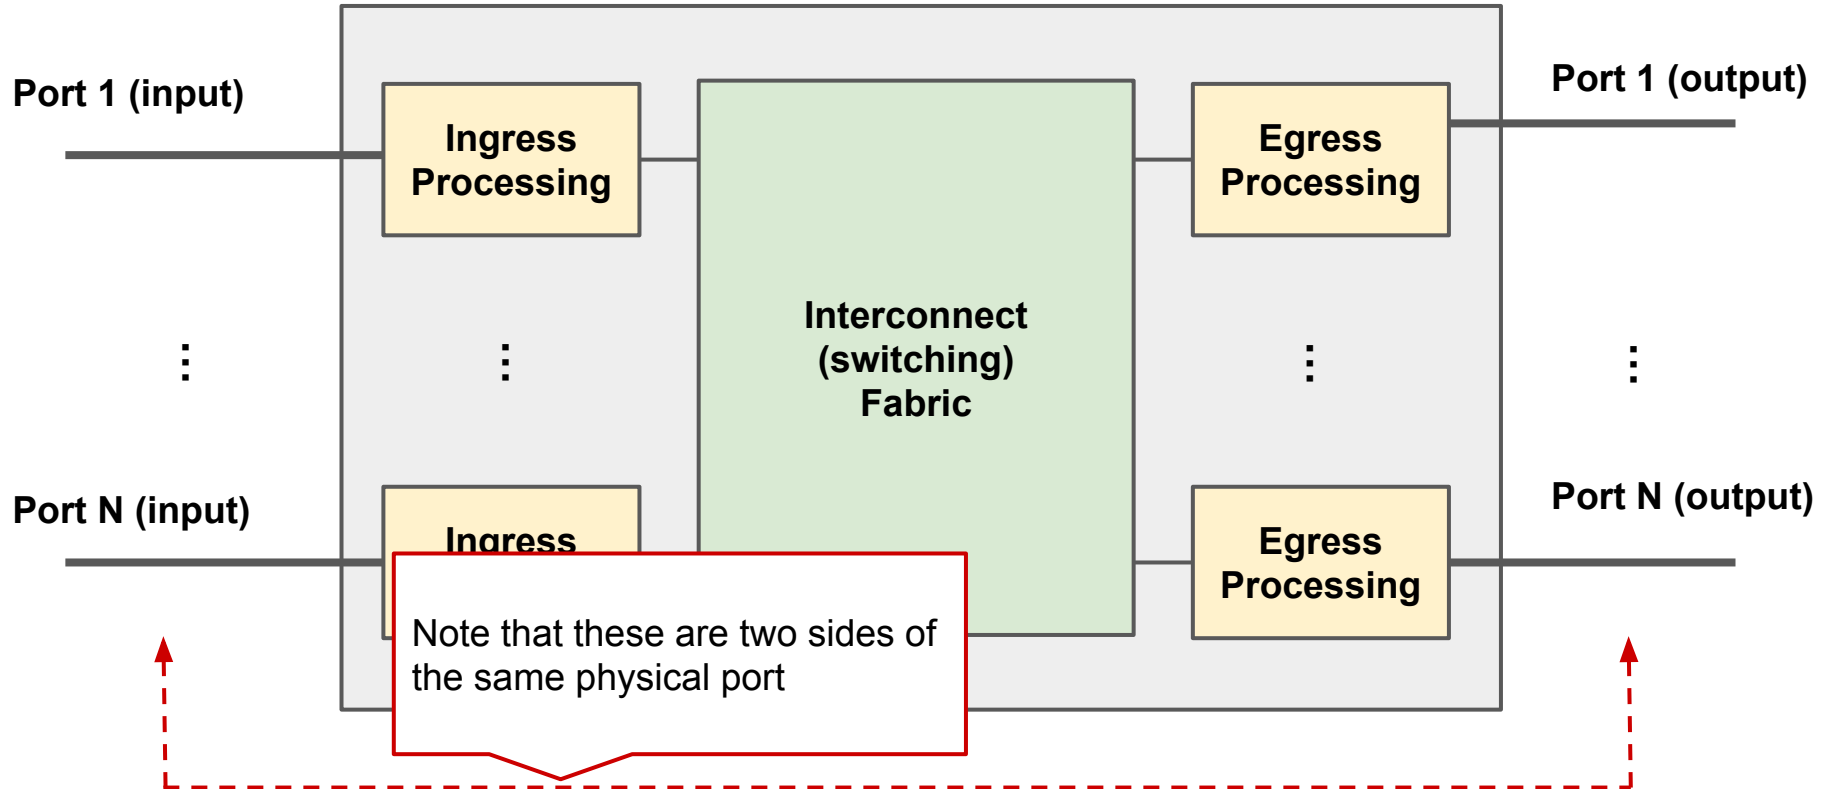 Port 1 (input)
Port 1 (output)
Ingress
Processing
Egress
Processing
Interconnect
(switching)
Fabric
⋮
⋮
⋮
⋮
Port N (input)
Port N (output)
Ingress
Egress
Processing
Note that these are two sides of
the same physical port